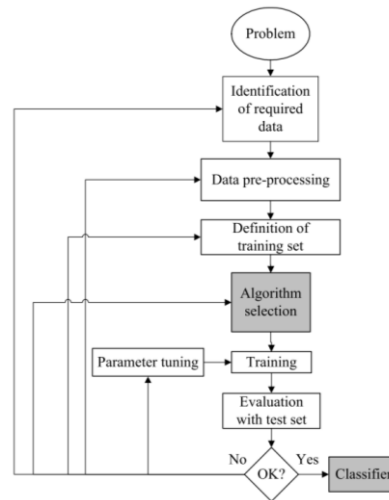 Problem
Identification
of required
data
Data pre-processing
Definition of
training set
Algorithm
selection
Parameter tuning
Training
Evaluation
with test set
No
OK?
Yes
Classifier